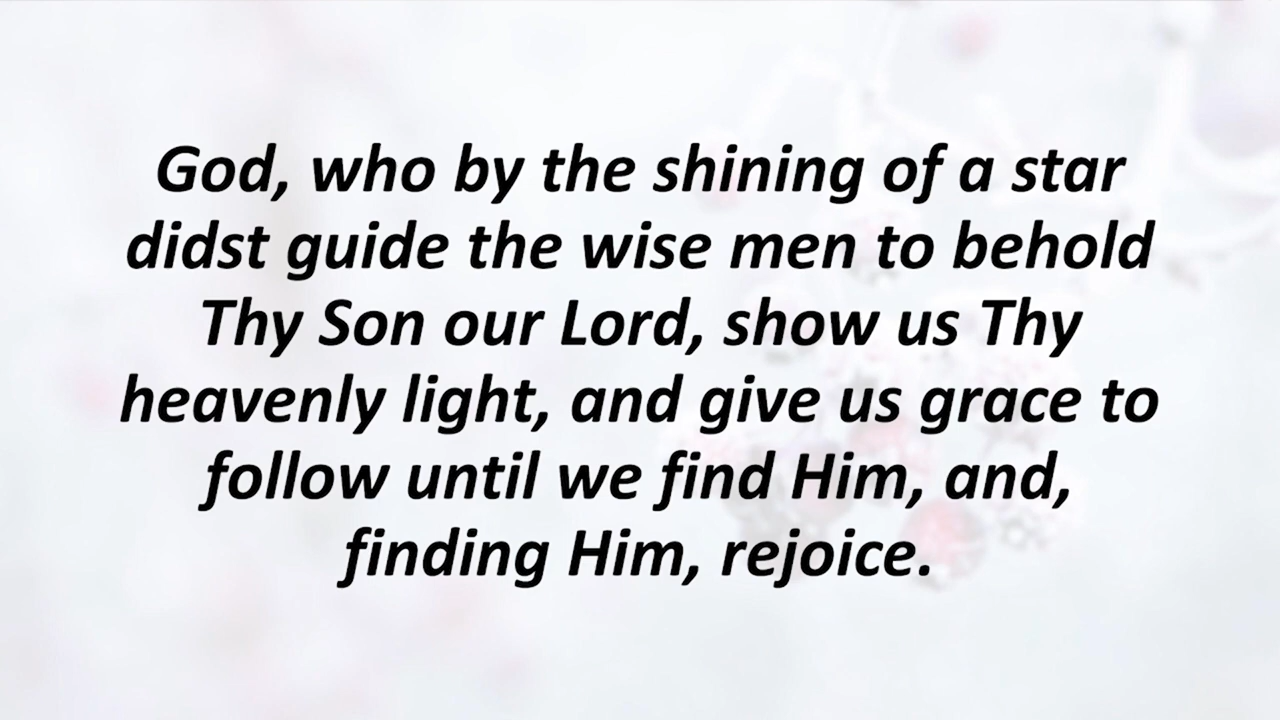 God, who by the shining of a star
didst guide the wise men to behold
Thy Son our Lord, show us Thy
heavenly light, and give us grace to
follow until we find Him, and,
finding Him, rejoice.